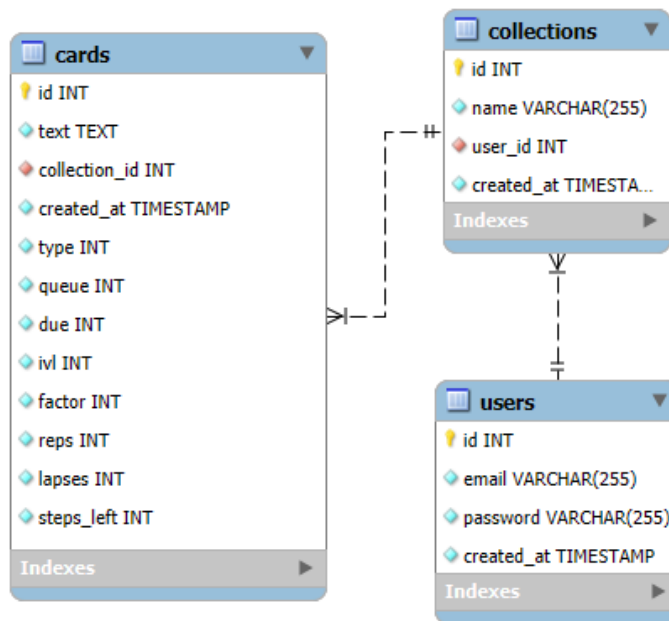 cards
id INT
text TEXT
collection_id INT
created_at TIMESTAMP
type INT
queue INT
due INT
ivl INT
factor INT
reps INT
lapses INT
steps_left INT
Indexes
collections
id INT
name VARCHAR(255)
user_id INT
created_at TIMESTA...
Indexes
users
id INT
email VARCHAR(255)
password VARCHAR(255)
created_at TIMESTAMP
Indexes